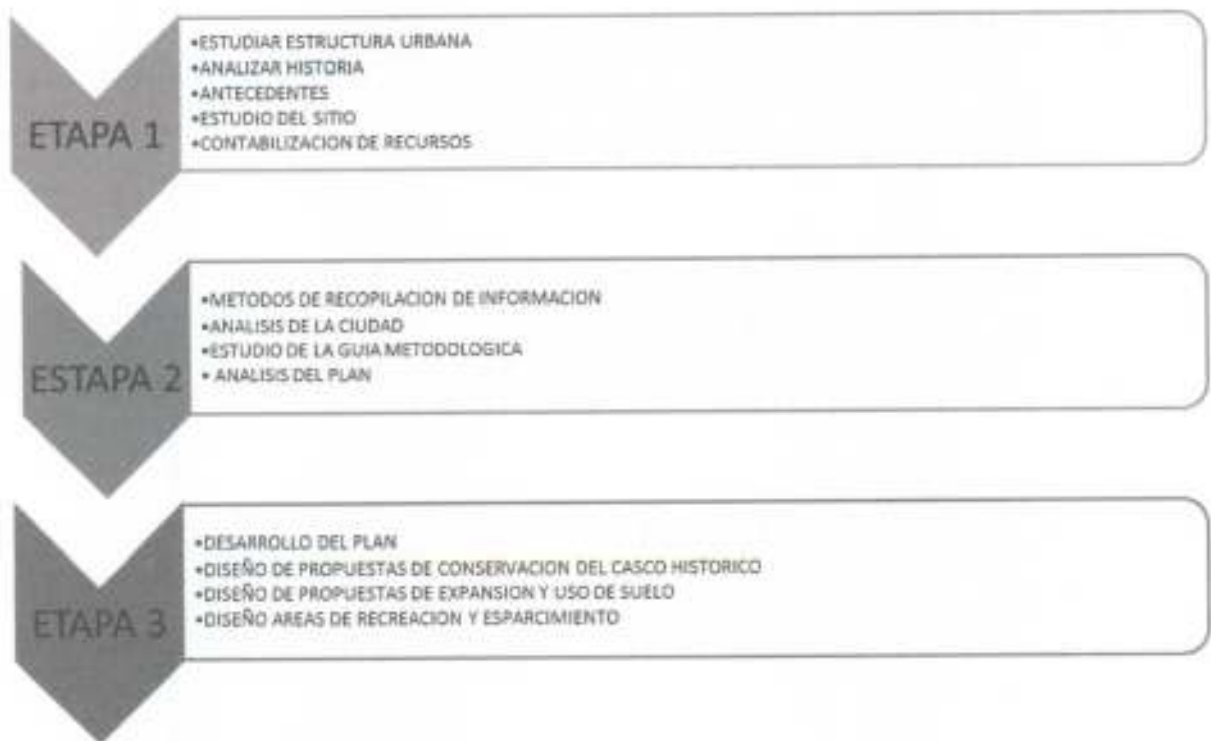 ETAPA 1
•ESTUDIAR ESTRUCTURA URBANA
•ANALIZAR HISTORIA
•ANTECEDENTES
•ESTUDIO DEL SITIO
•CONTABILIZACION DE RECURSOS
ESTAPA 2
•METODOS DE RECOPILACION DE INFORMACION
•ANALISIS DE LA CIUDAD
•ESTUDIO DE LA GUIA METODOLOGICA
• ANALISIS DEL PLAN
ETAPA 3
•DESARROLLO DEL PLAN
•DISEÑO DE PROPUESTAS DE CONSERVACION DEL CASCO HISTORICO
•DISEÑO DE PROPUESTAS DE EXPANSION Y USO DE SUELO
•DISEÑO AREAS DE RECREACION Y ESPARCIMIENTO